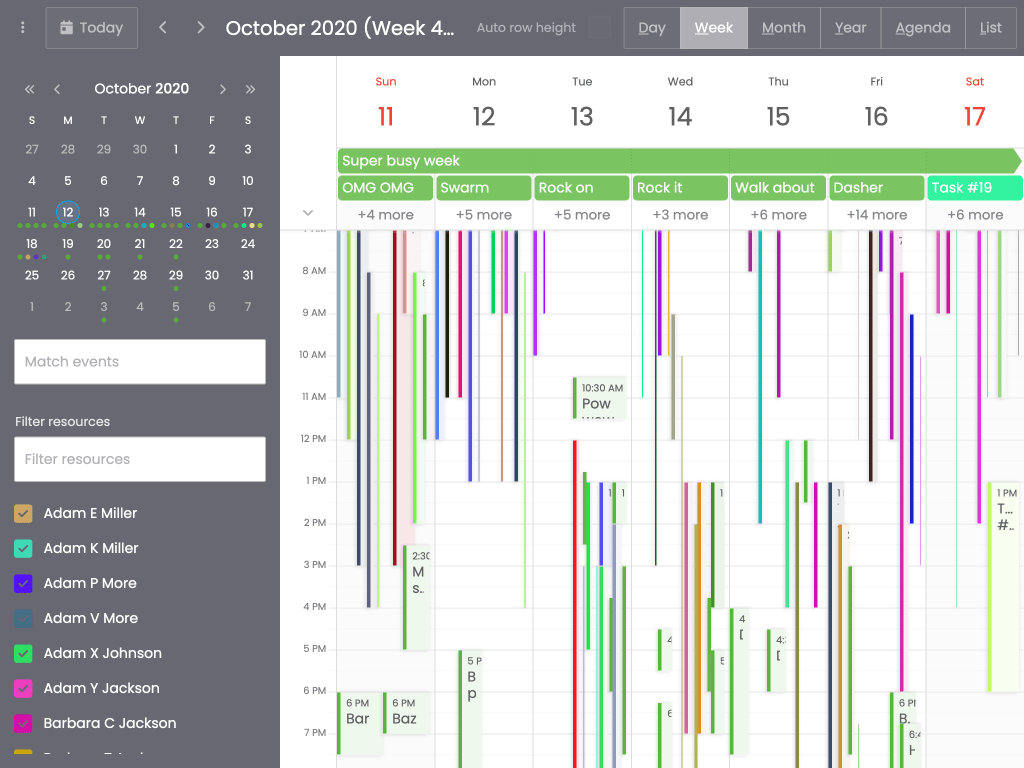 Today
October 2020 (Week 4...
Auto row height
Day Week Month Year Agenda List
October 2020
S M T W T F S
27 28 29 30 1 2 3
4 5 6 7 8 9 10
11 12 13 14 15 16 17
18 19 20 21 22 23 24
25 26 27 28 29 30 31
1 2 3 4 5 6 7
Match events
Filter resources
Filter resources
Adam E Miller
Adam K Miller
Adam P More
Adam V More
Adam X Johnson
Adam Y Jackson
Barbara C Jackson
Sun Mon Tue Wed Thu Fri Sat
11 12 13 14 15 16 17
Super busy week
OMG OMG Swarm Rock on Rock it Walk about Dasher Task #19
+4 more +5 more +5 more +3 more +6 more +14 more +6 more
8 AM
9 AM
10 AM
11 AM
12 PM
1 PM
2 PM
3 PM
4 PM
5 PM
6 PM
7 PM
2:30
M
s..
6 PM
Bar
6 PM
Baz
5 P
B
p
10:30 AM
Pow
1 PM
T...
#..
6 P
B.